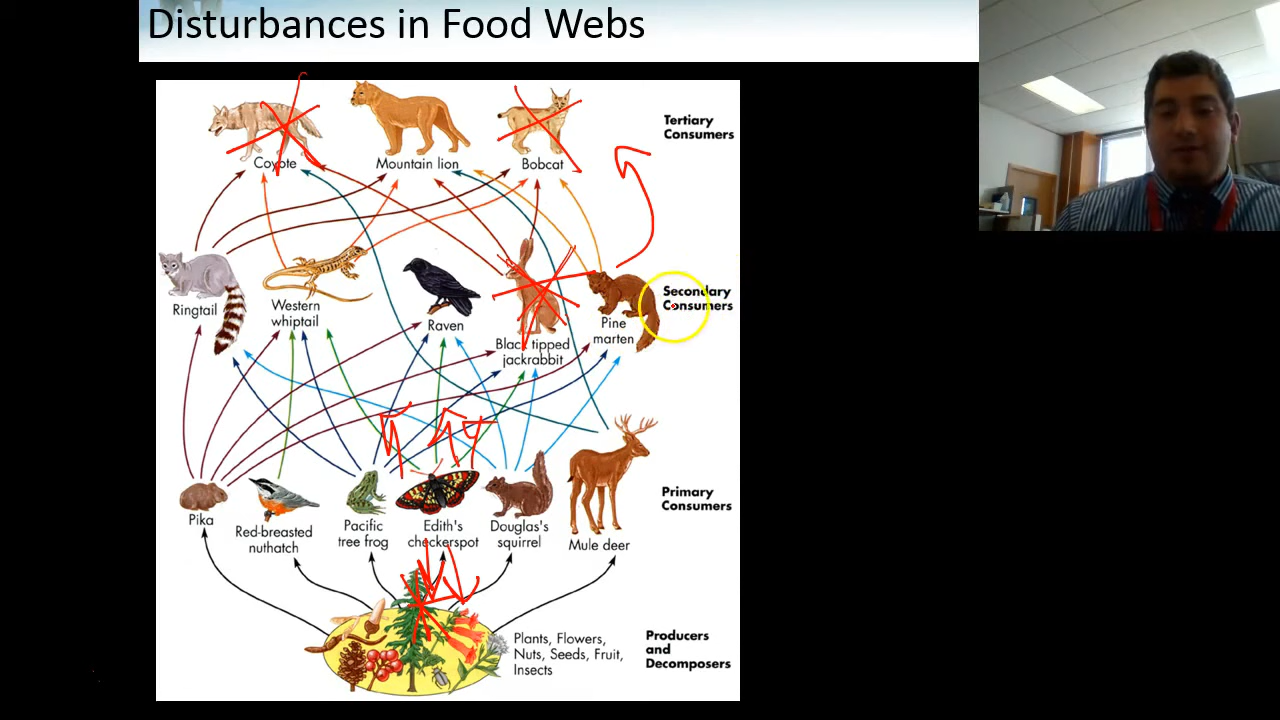 Disturbances in Food Webs
Coyote
Mountain lion
Bobcat
Tertiary
Consumers
Ringtail
Western
whiptail
Raven
Black tipped
jackrabbit
Pine
marten
Secondary
Consumers
Pika
Red-breasted
nuthatch
Pacific
tree frog
Edith's
checkerspot
Douglas's
squirrel
Mule deer
Primary
Consumers
Plants, Flowers,
Nuts, Seeds, Fruit,
Insects
Producers
and
Decomposers